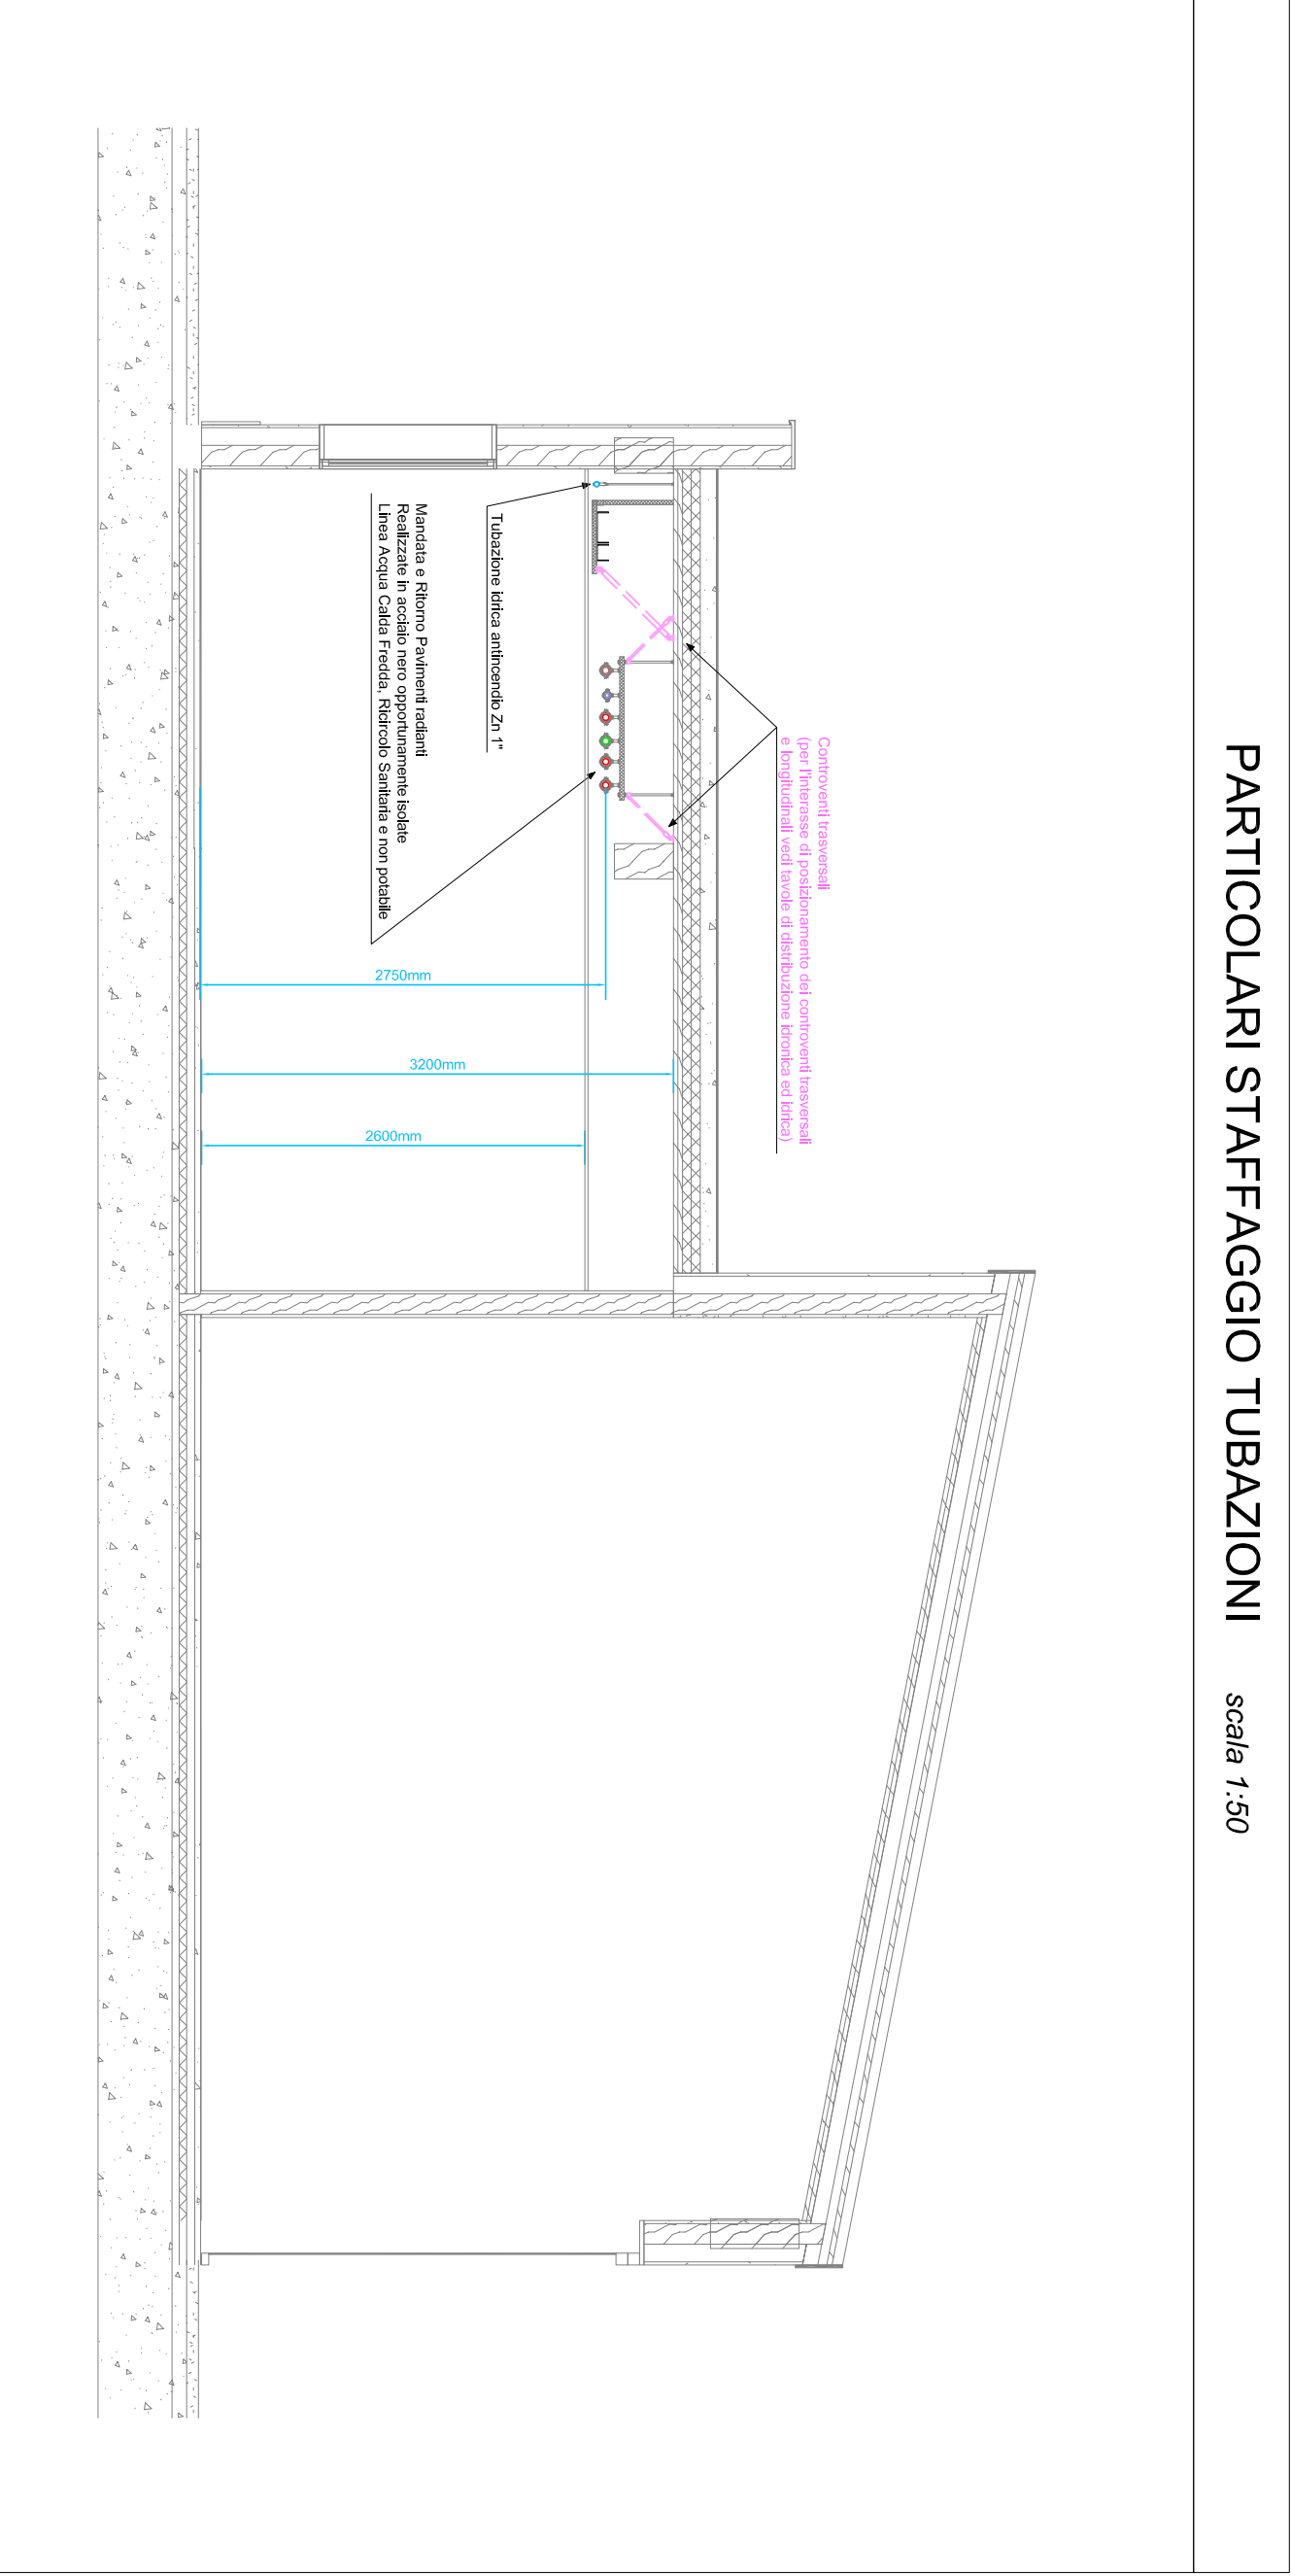 PARTICOLARI STAFFAGGIO TUBAZIONI scala 1:50
Controventi trasversali
(per l'interasse di posizionamento dei controventi trasversali
e longitudinali vedi tavole di distribuzione idronica ed idrica)
Tubazione idrica antincendio Zn 1"
Mandata e Ritorno Pavimenti radianti
Realizzate in acciaio nero opportunamente isolate
Linea Acqua Calda Fredda, Ricircolo Sanitaria e non potabile
2750mm
3200mm
2600mm